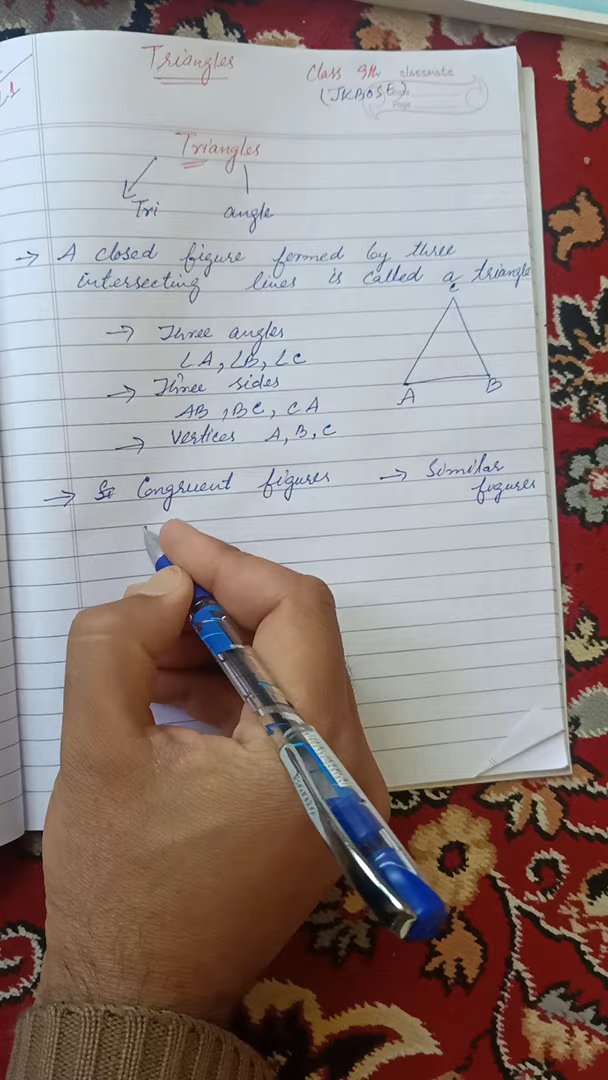 Triangles
Class 9th classmate
(JKBOSE)
Page
Triangles
Tri angle
→ A closed figure formed by three
intersecting lines is called a triangle
C
→ Three angles
∠A, ∠B, ∠C
→ Three sides
A B
AB, BC, CA
→ Vertices A, B, C
→ Congruent figures → Similar
figures